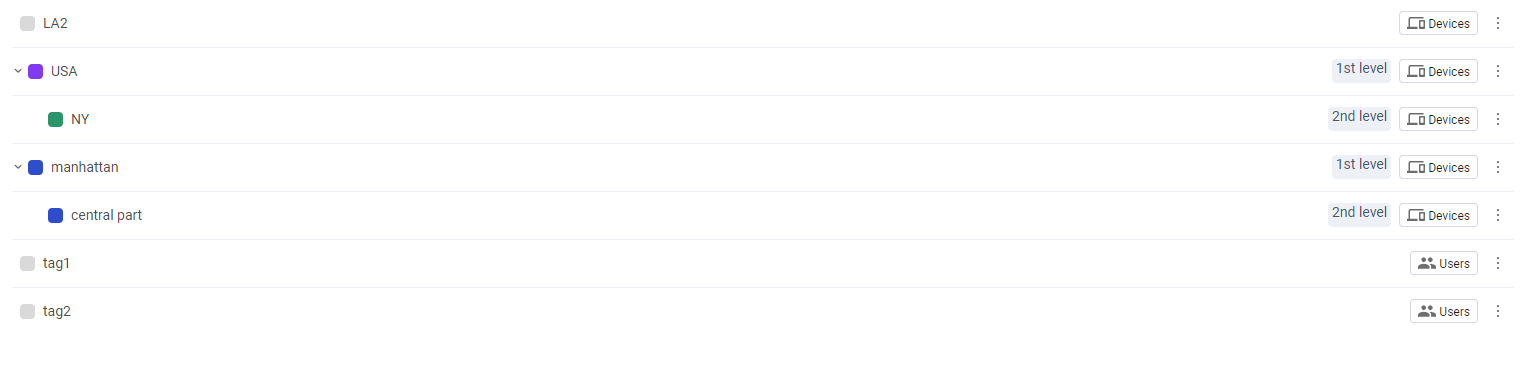 LA2 Devices
USA 1st level Devices
NY 2nd level Devices
manhattan 1st level Devices
central part 2nd level Devices
tag1 Users
tag2 Users